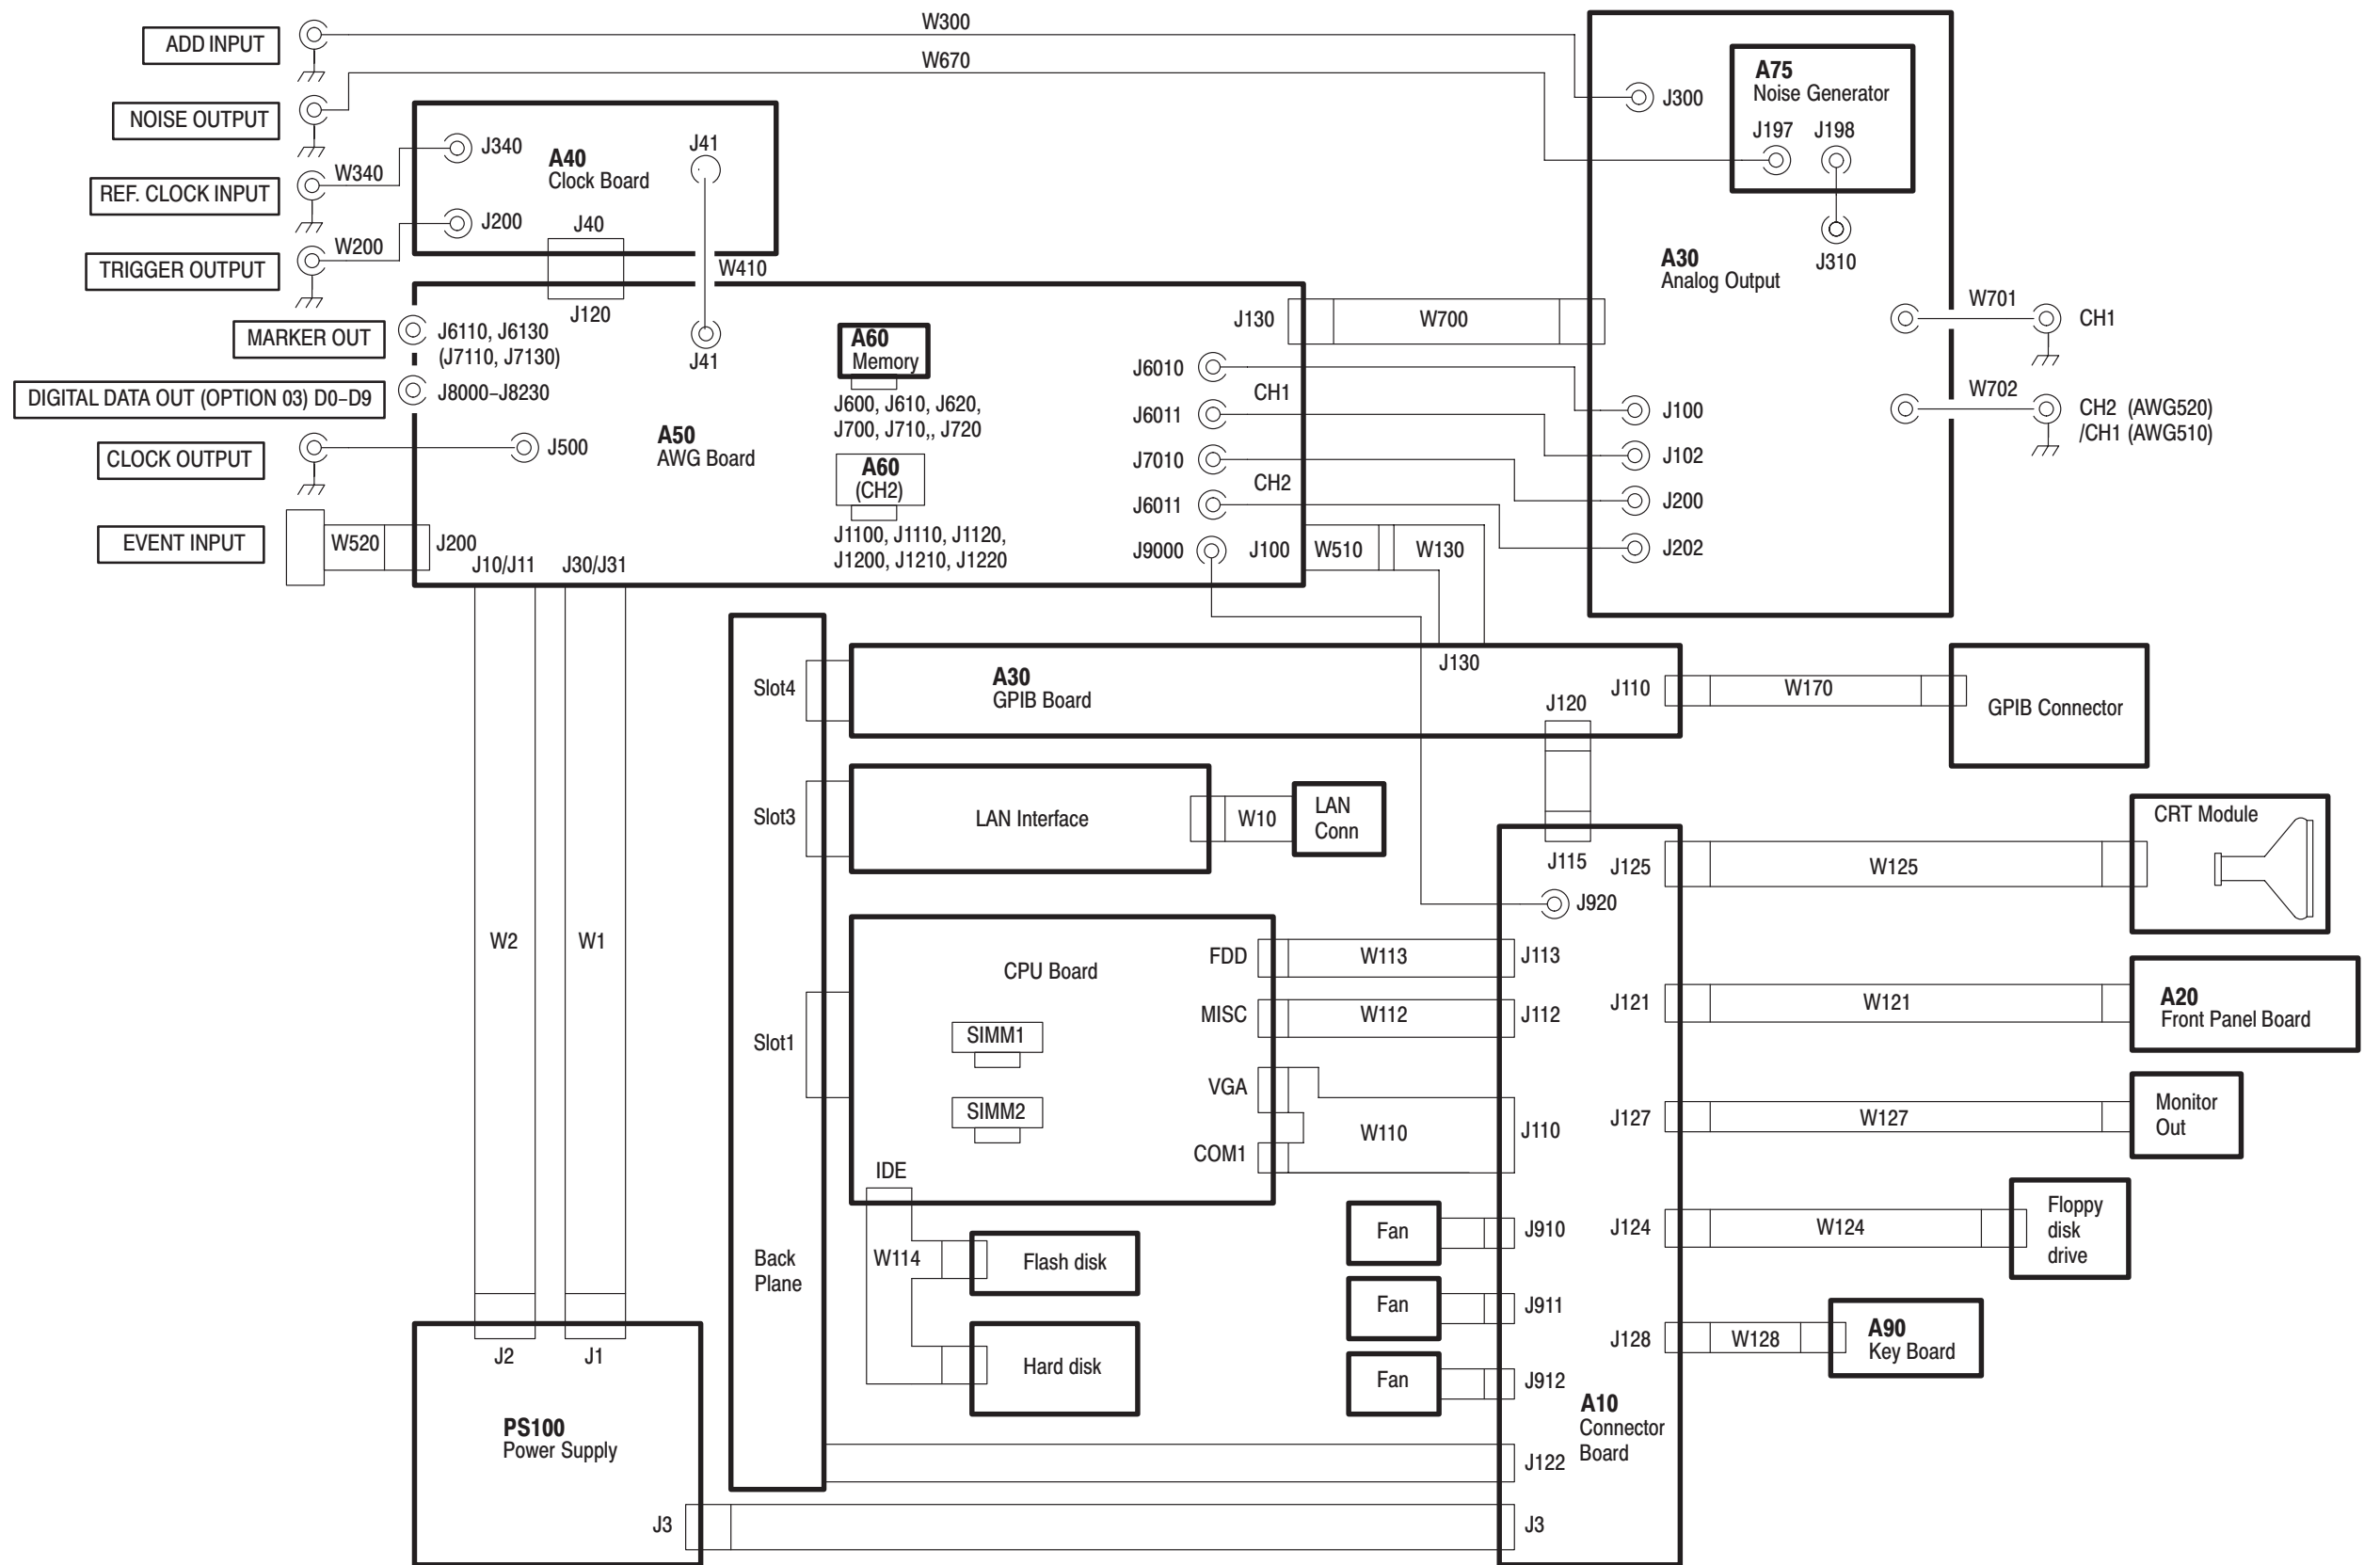 ADD INPUT
W300
W670
NOISE OUTPUT
REF. CLOCK INPUT
W340
TRIGGER OUTPUT
W200
J340
A40
Clock Board
J41
J200
J40
W410
A75
Noise Generator
J300
J197
J198
J310
A30
Analog Output
W701
CH1
W702
CH2 (AWG520)
/CH1 (AWG510)
MARKER OUT
J6110, J6130
(J7110, J7130)
J120
J41
DIGITAL DATA OUT (OPTION 03) D0–D9
J8000–J8230
CLOCK OUTPUT
J500
EVENT INPUT
W520
J200
A50
AWG Board
A60
Memory
J600, J610, J620,
J700, J710,, J720
A60
(CH2)
J1100, J1110, J1120,
J1200, J1210, J1220
J10/J11
J30/J31
J130
W700
J6010
CH1
J6011
J7010
CH2
J6011
J9000
J100
W510
W130
J100
J102
J200
J202
Slot4
A30
GPIB Board
J130
J120
J110
W170
GPIB Connector
Slot3
LAN Interface
W10
LAN
Conn
J115
J125
W125
CRT Module
J920
W2
W1
Slot1
CPU Board
SIMM1
SIMM2
FDD
W113
J113
MISC
W112
J112
VGA
W110
J110
COM1
IDE
J121
W121
A20
Front Panel Board
J127
W127
Monitor
Out
J124
W124
Floppy
disk
drive
J128
W128
A90
Key Board
Back
Plane
W114
Flash disk
Hard disk
Fan
J910
Fan
J911
Fan
J912
A10
Connector
Board
J122
J2
J1
PS100
Power Supply
J3
J3